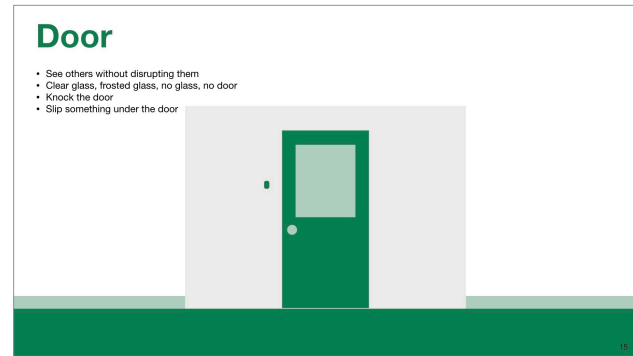 Door
• See others without disrupting them
• Clear glass, frosted glass, no glass, no door
• Knock the door
• Slip something under the door
15